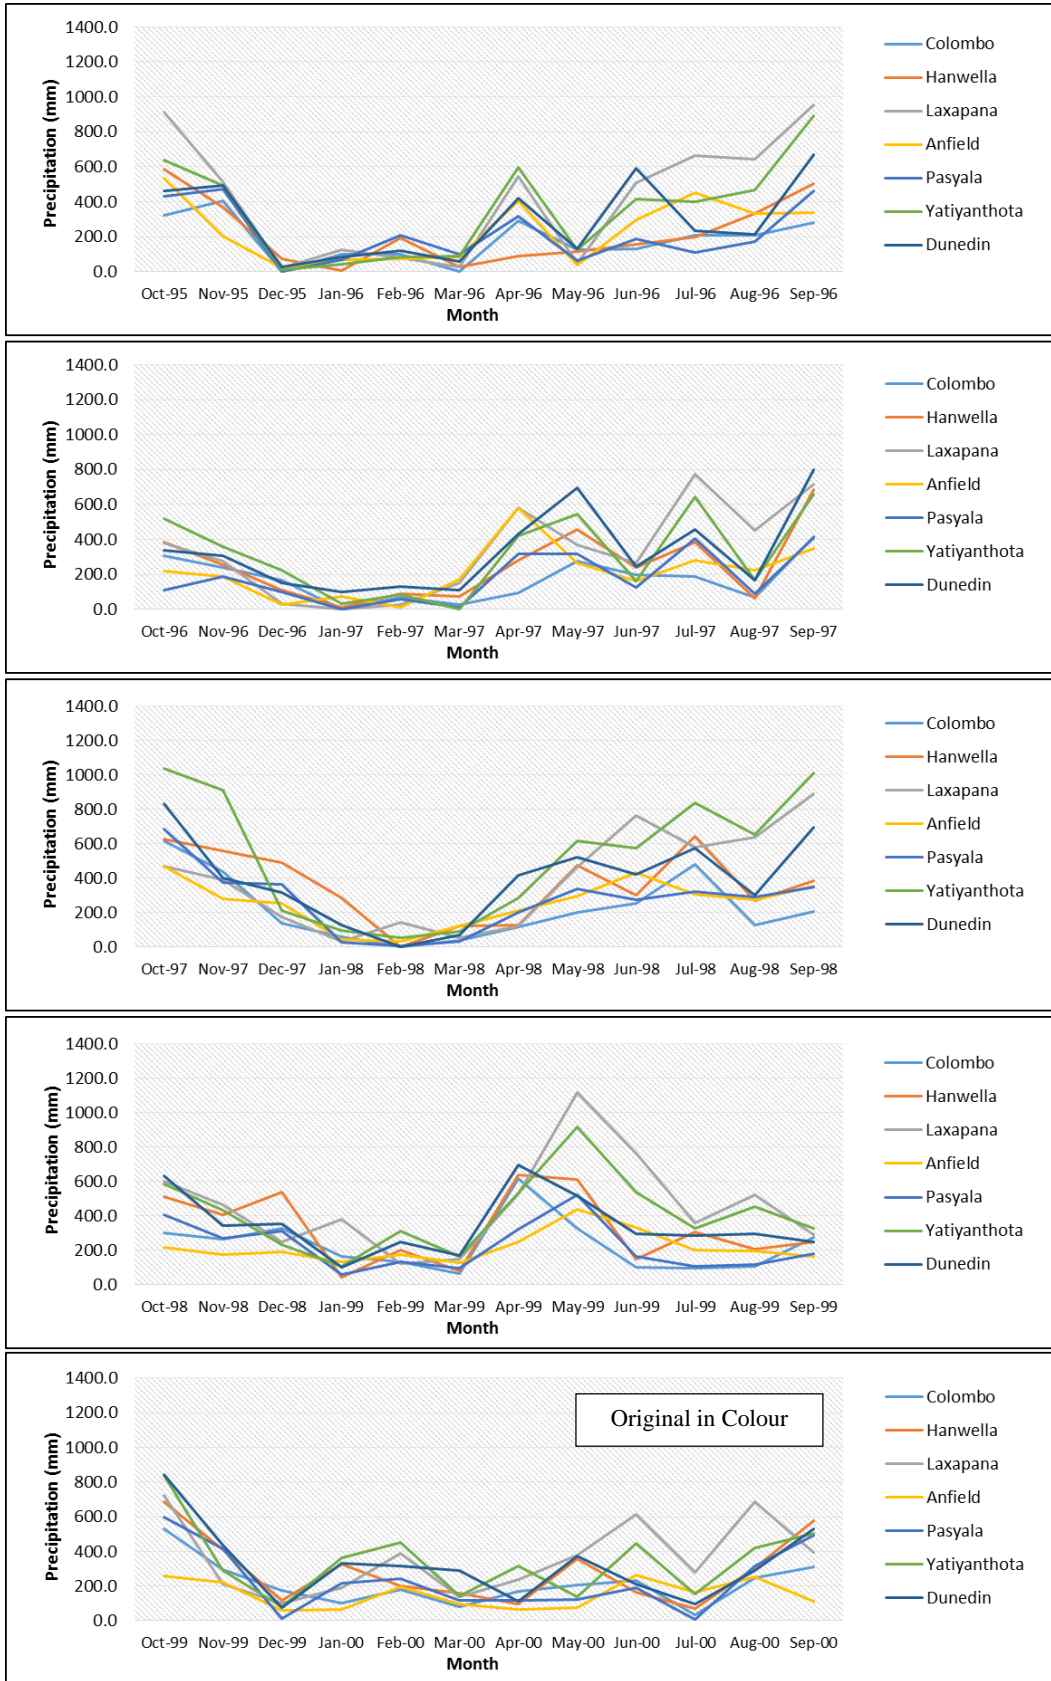 1400.0
1200.0
1000.0
800.0
600.0
400.0
200.0
0.0
Precipitation (mm)
Oct-95 Nov-95 Dec-95 Jan-96 Feb-96 Mar-96 Apr-96 May-96 Jun-96 Jul-96 Aug-96 Sep-96
Month
Colombo
Hanwella
Laxapana
Anfield
Pasyala
Yatiyanthota
Dunedin
1400.0
1200.0
1000.0
800.0
600.0
400.0
200.0
0.0
Precipitation (mm)
Oct-96 Nov-96 Dec-96 Jan-97 Feb-97 Mar-97 Apr-97 May-97 Jun-97 Jul-97 Aug-97 Sep-97
Month
Colombo
Hanwella
Laxapana
Anfield
Pasyala
Yatiyanthota
Dunedin
1400.0
1200.0
1000.0
800.0
600.0
400.0
200.0
0.0
Precipitation (mm)
Oct-97 Nov-97 Dec-97 Jan-98 Feb-98 Mar-98 Apr-98 May-98 Jun-98 Jul-98 Aug-98 Sep-98
Month
Colombo
Hanwella
Laxapana
Anfield
Pasyala
Yatiyanthota
Dunedin
1400.0
1200.0
1000.0
800.0
600.0
400.0
200.0
0.0
Precipitation (mm)
Oct-98 Nov-98 Dec-98 Jan-99 Feb-99 Mar-99 Apr-99 May-99 Jun-99 Jul-99 Aug-99 Sep-99
Month
Colombo
Hanwella
Laxapana
Anfield
Pasyala
Yatiyanthota
Dunedin
1400.0
1200.0
1000.0
800.0
600.0
400.0
200.0
0.0
Precipitation (mm)
Original in Colour
Oct-99 Nov-99 Dec-99 Jan-00 Feb-00 Mar-00 Apr-00 May-00 Jun-00 Jul-00 Aug-00 Sep-00
Month
Colombo
Hanwella
Laxapana
Anfield
Pasyala
Yatiyanthota
Dunedin